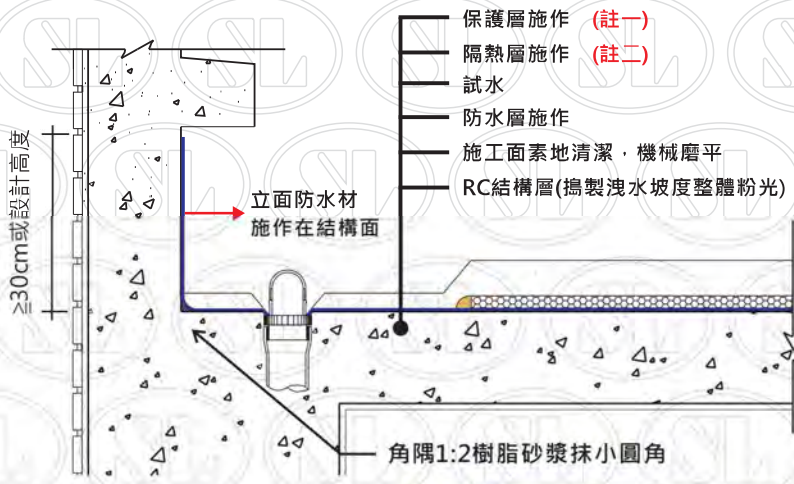 保護層施作 (註一)
隔熱層施作 (註二)
試水
防水層施作
施工面素地清潔，機械磨平
RC結構層(搗製洩水坡度整體粉光)
≥30cm或設計高度
立面防水材
施作在結構面
角隅1:2樹脂砂漿抹小圓角
SL